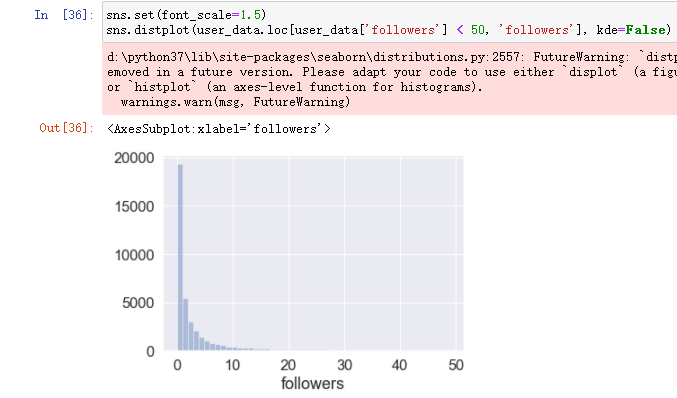 In [36]: sns.set(font_scale=1.5)
sns.distplot(user_data.loc[user_data['followers'] < 50, 'followers'], kde=False)
d:\python37\lib\site-packages\seaborn\distributions.py:2557: FutureWarning: `distp
emoved in a future version. Please adapt your code to use either `displot` (a figu
or `histplot` (an axes-level function for histograms).
warnings.warn(msg, FutureWarning)
Out[36]: <AxesSubplot:xlabel='followers'>
20000
15000
10000
5000
0
0 10 20 30 40 50
followers